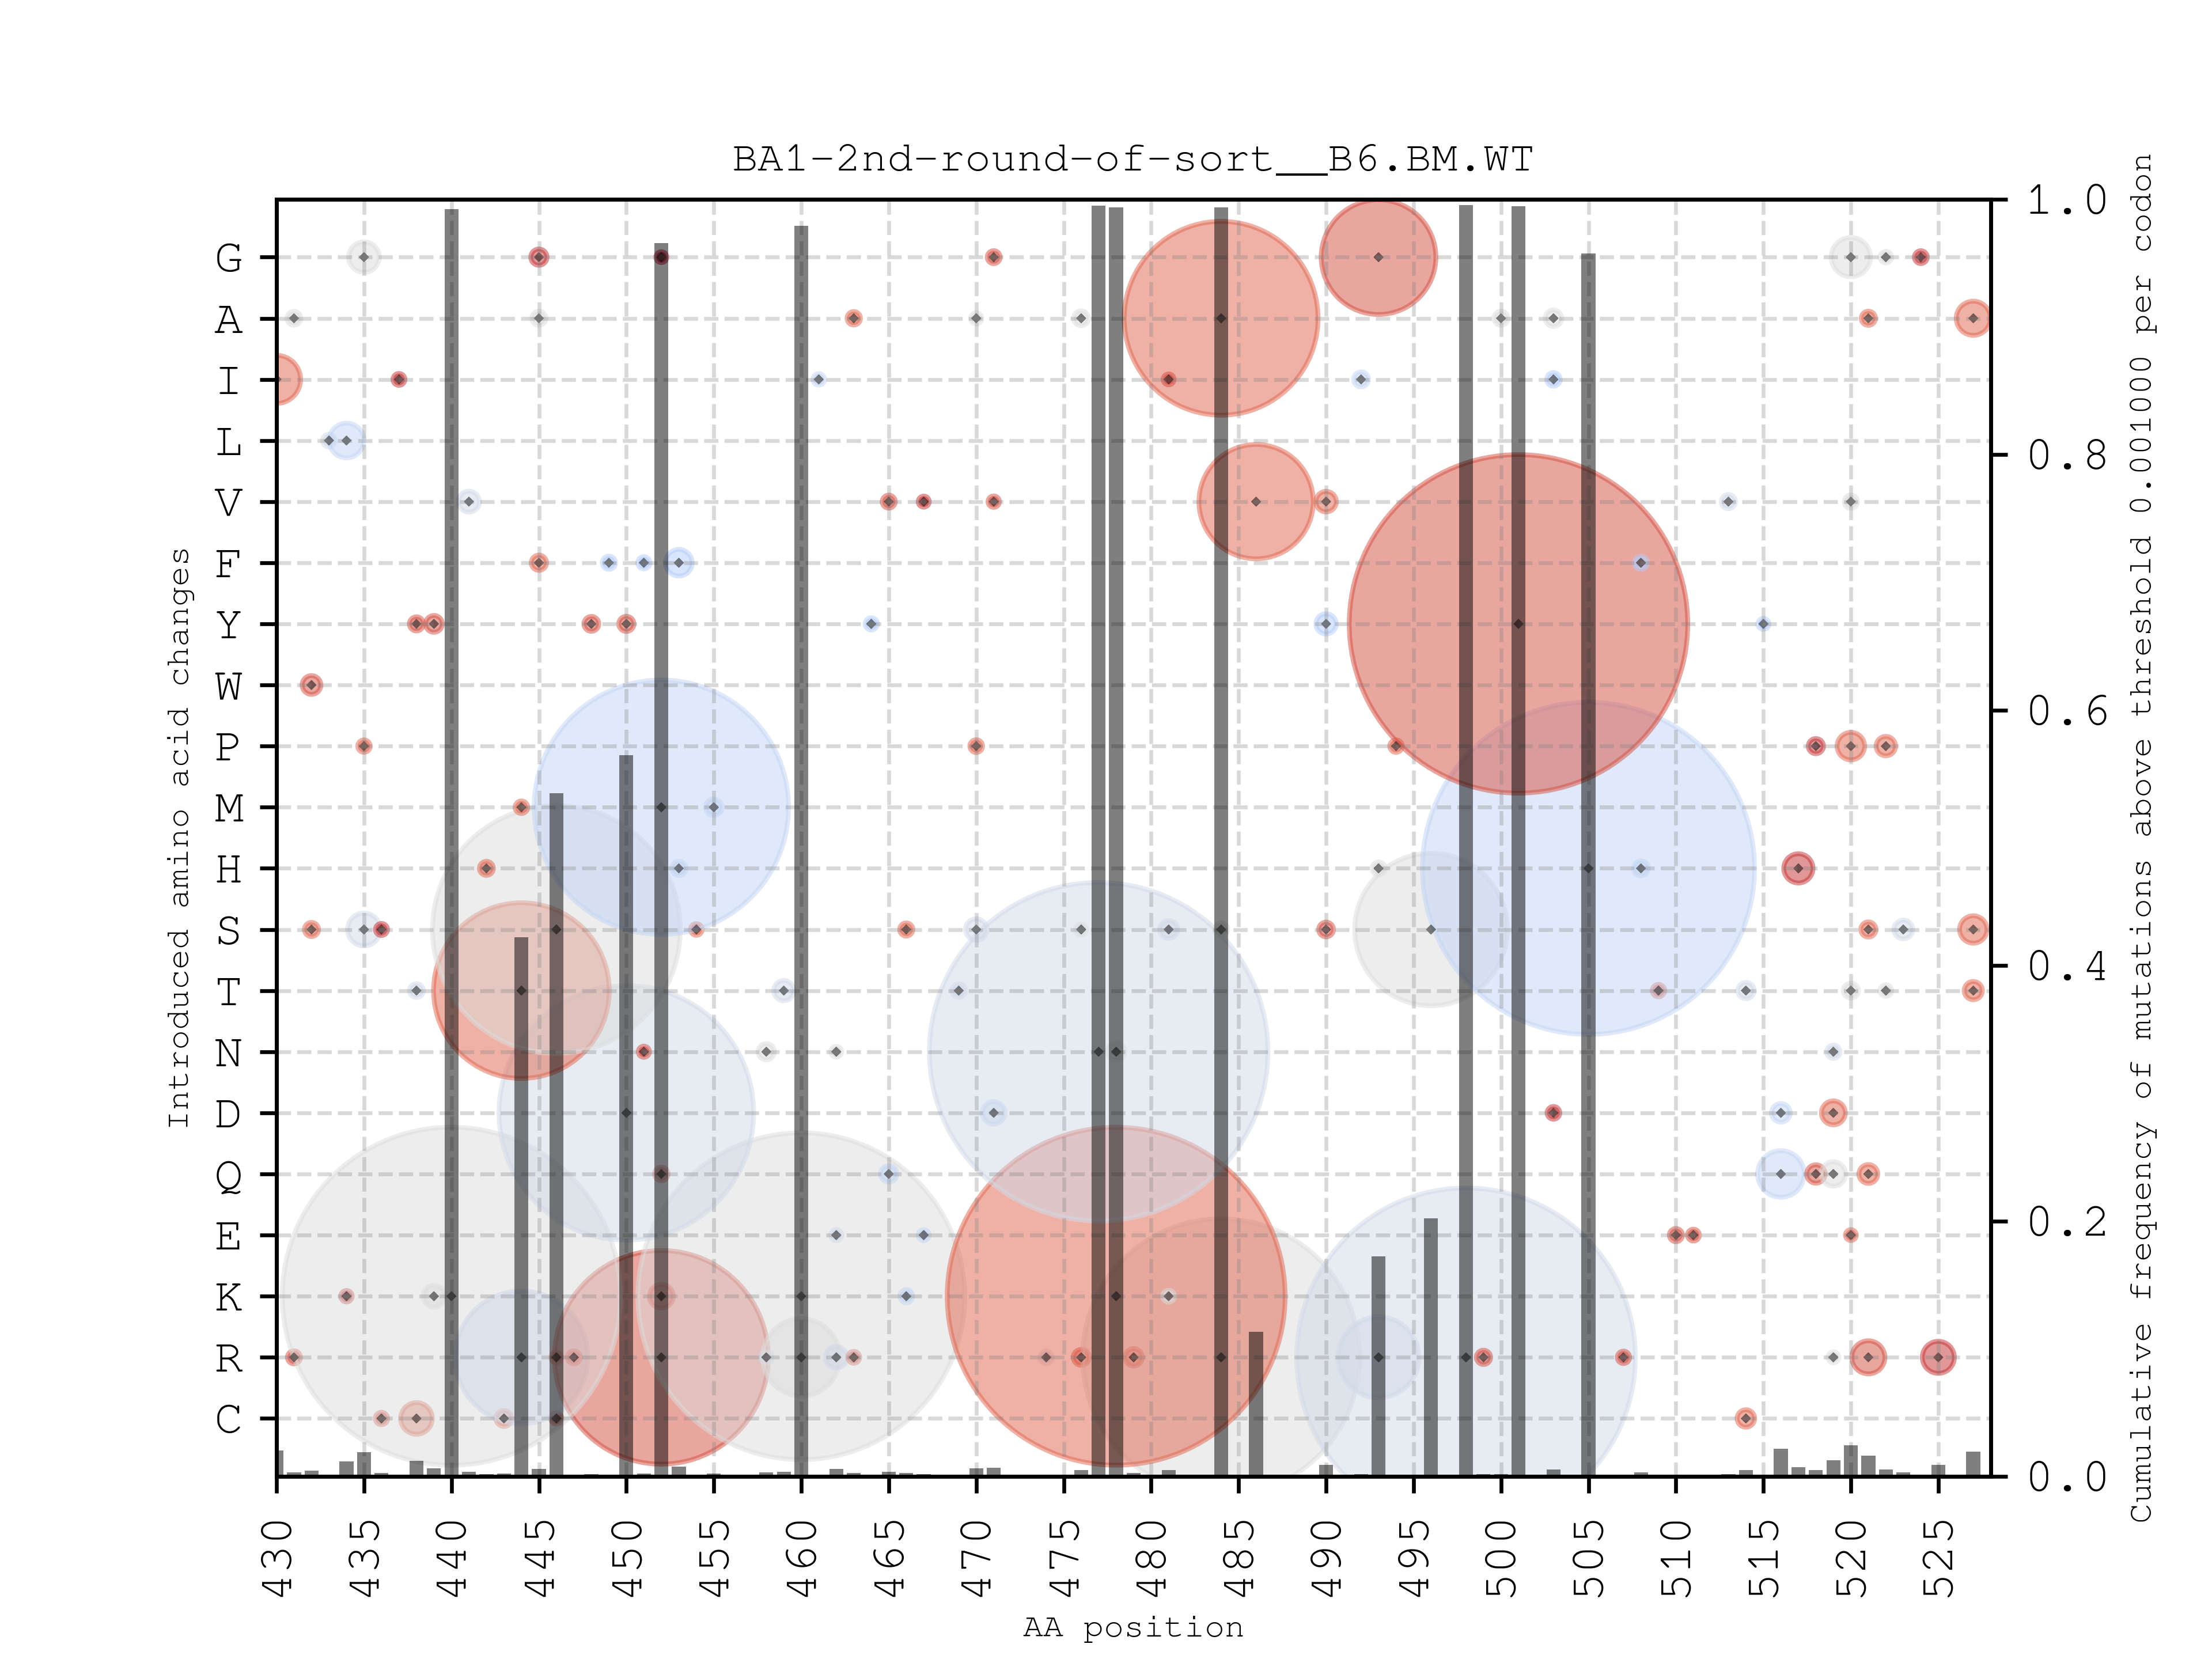 BA1-2nd-round-of-sort__B6.BM.WT
Introduced amino acid changes
G
A
I
L
V
F
Y
W
P
M
H
S
T
N
D
Q
E
K
R
C
1.0
0.8
0.6
0.4
0.2
0.0
Cumulative frequency of mutations above threshold 0.001000 per codon
430 435 440 445 450 455 460 465 470 475 480 485 490 495 500 505 510 515 520 525
AA position